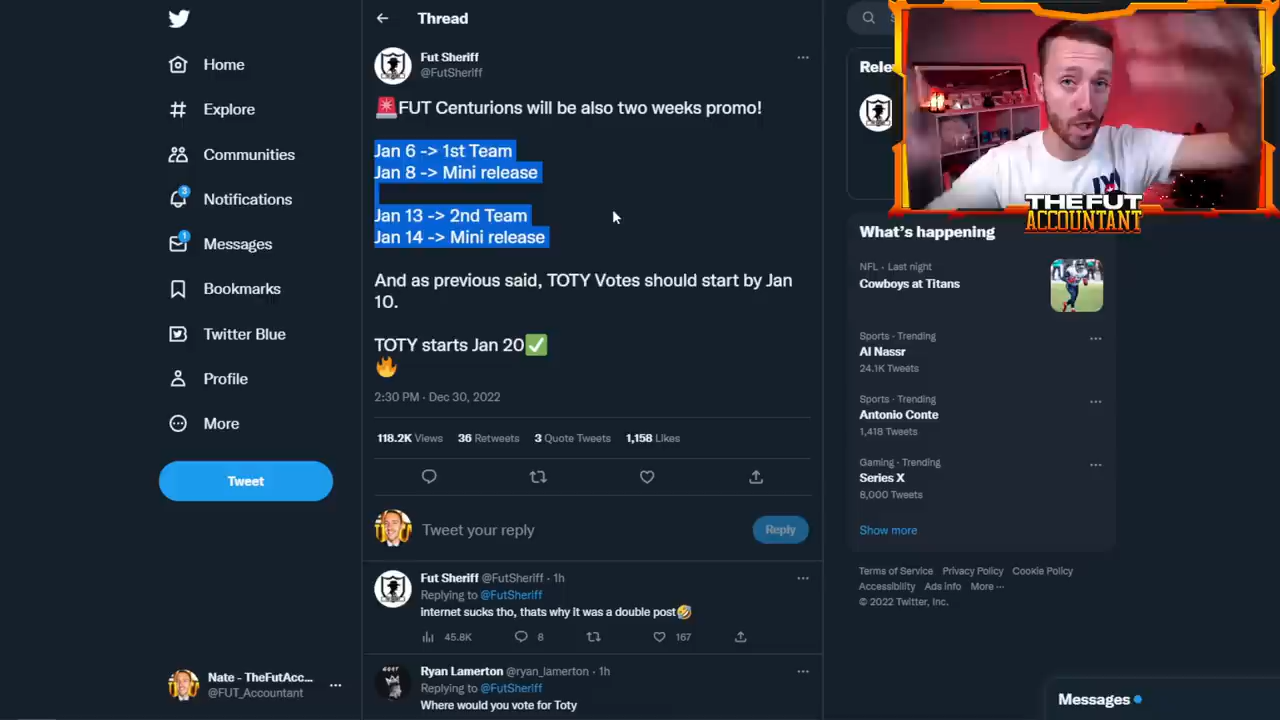 Home
Explore
Communities
3
Notifications
1
Messages
Bookmarks
Twitter Blue
Profile
More
Tweet
Nate - TheFutAcc...
@FUT_Accountant
Thread
Fut Sheriff
@FutSheriff
🚨FUT Centurions will be also two weeks promo!
Jan 6 -> 1st Team
Jan 8 -> Mini release
Jan 13 -> 2nd Team
Jan 14 -> Mini release
And as previous said, TOTY Votes should start by Jan
10.
TOTY starts Jan 20✅
🔥
2:30 PM · Dec 30, 2022
118.2K Views 36 Retweets 3 Quote Tweets 1,158 Likes
Tweet your reply
Reply
Fut Sheriff @FutSheriff · 1h
Replying to @FutSheriff
internet sucks tho, thats why it was a double post🤣
45.8K 8 167
Ryan Lamerton @ryan_lamerton · 1h
Replying to @FutSheriff
Where would you vote for Toty
THE FUT
ACCOUNTANT
What's happening
NFL · Last night
Cowboys at Titans
Sports · Trending
Al Nassr
24.1K Tweets
Sports · Trending
Antonio Conte
1,418 Tweets
Gaming · Trending
Series X
8,000 Tweets
Show more
Terms of Service Privacy Policy Cookie Policy
Accessibility Ads info More ···
© 2022 Twitter, Inc.
Messages